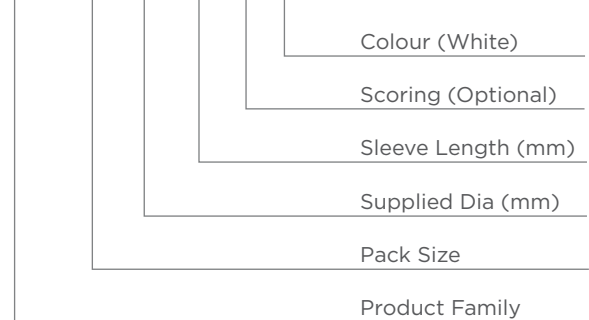 Colour (White)
Scoring (Optional)
Sleeve Length (mm)
Supplied Dia (mm)
Pack Size
Product Family